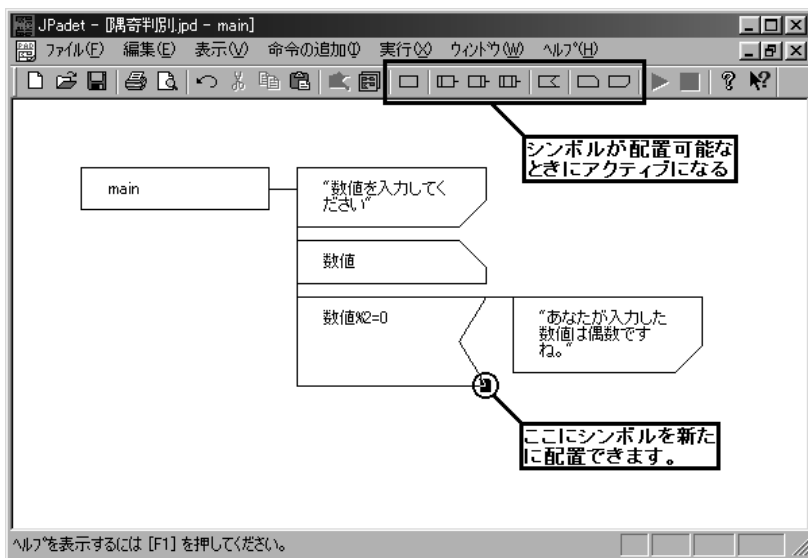 JPadet - [隅奇判別.jpd - main]
ファイル(F) 編集(E) 表示(V) 命令の追加(I) 実行(X) ウィンドウ(W) ヘルプ(H)
シンボルが配置可能な
ときにアクティブになる
main
“数値を入力してく
ださい”
数値
数値%2=0
“あなたが入力した
数値は偶数です
ね。”
ここにシンボルを新た
に配置できます。
ヘルプを表示するには [F1] を押してください。